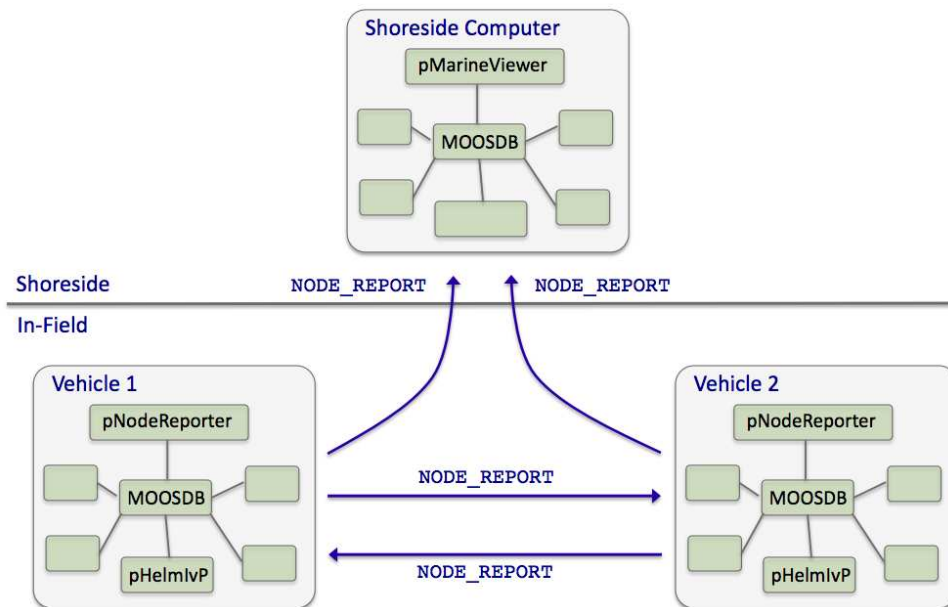 Shoreside Computer
pMarineViewer
MOOSDB
Shoreside
NODE_REPORT
NODE_REPORT
In-Field
Vehicle 1
pNodeReporter
MOOSDB
pHelmIvP
NODE_REPORT
NODE_REPORT
Vehicle 2
pNodeReporter
MOOSDB
pHelmIvP